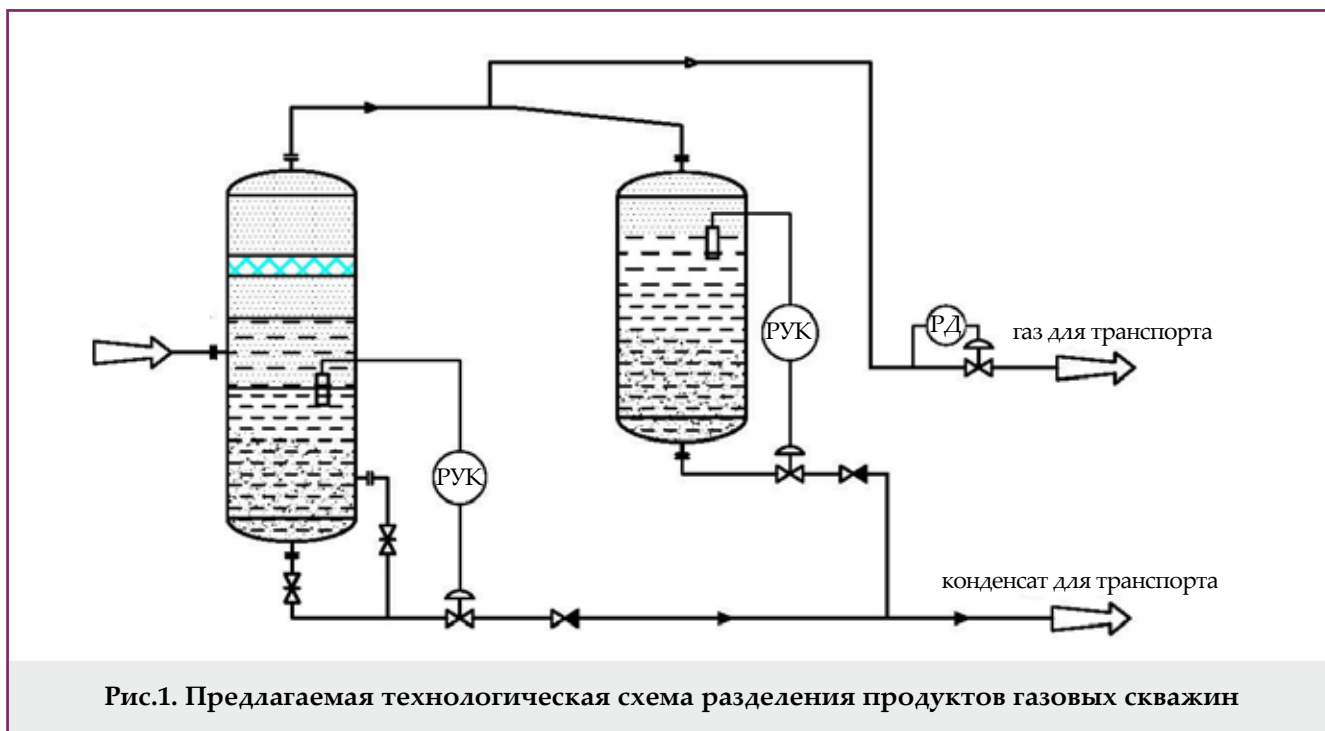 РУК
РД
газ для транспорта
РУК
конденсат для транспорта
Рис.1. Предлагаемая технологическая схема разделения продуктов газовых скважин